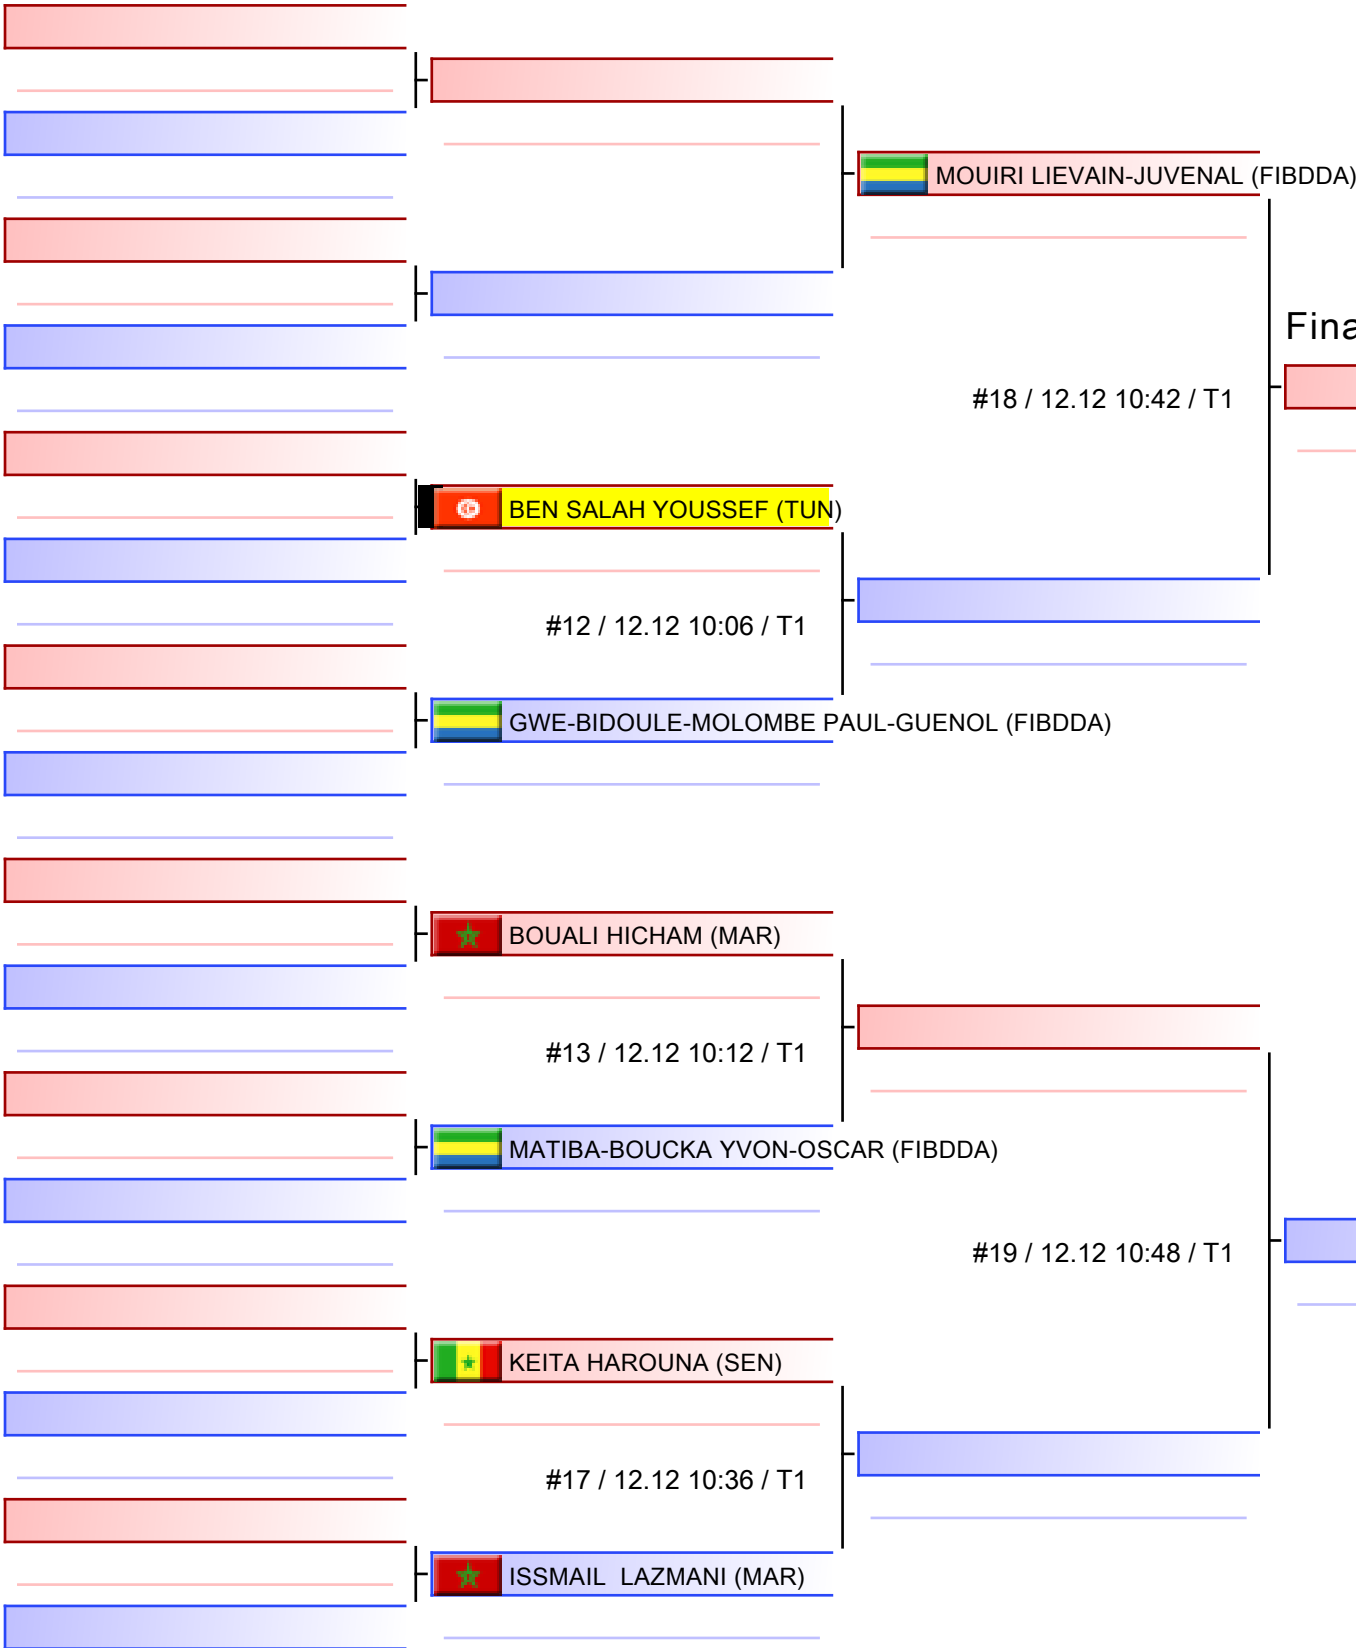 MOUIRI LIEVAIN-JUVENAL (FIBDDA)
Fina
#18 / 12.12 10:42 / T1
BEN SALAH YOUSSEF (TUN)
#12 / 12.12 10:06 / T1
GWE-BIDOULE-MOLOMBE PAUL-GUENOL (FIBDDA)
BOUALI HICHAM (MAR)
#13 / 12.12 10:12 / T1
MATIBA-BOUCKA YVON-OSCAR (FIBDDA)
#19 / 12.12 10:48 / T1
KEITA HAROUNA (SEN)
#17 / 12.12 10:36 / T1
ISSMAIL  LAZMANI (MAR)